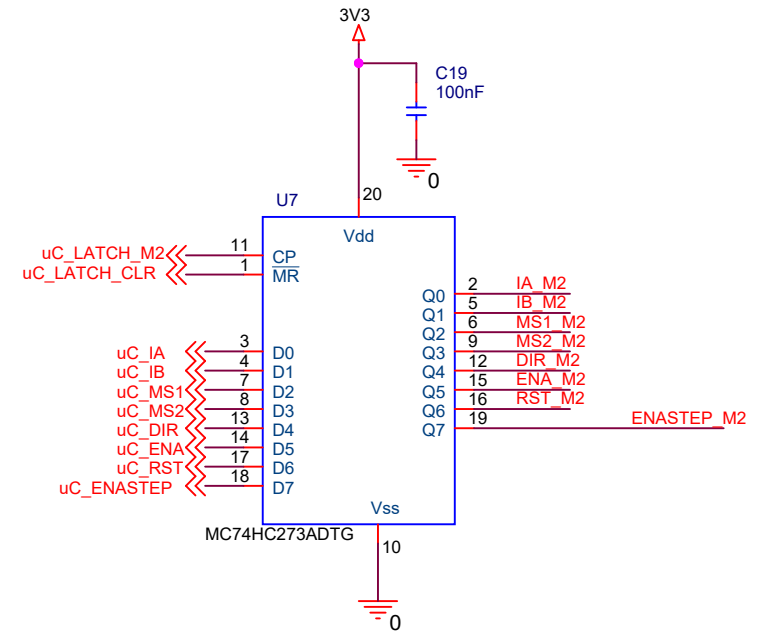 3V3
C19
100nF
0
20
U7
Vdd
uC_LATCH_M2
11
CP
uC_LATCH_CLR
1
MR
Q0
2
IA_M2
Q1
5
IB_M2
Q2
6
MS1_M2
Q3
9
MS2_M2
Q4
12
DIR_M2
Q5
15
ENA_M2
Q6
16
RST_M2
Q7
19
ENASTEP_M2
uC_IA
3
D0
uC_IB
4
D1
uC_MS1
7
D2
uC_MS2
8
D3
uC_DIR
13
D4
uC_ENA
14
D5
uC_RST
17
D6
uC_ENASTEP
18
D7
Vss
MC74HC273ADTG
10
0